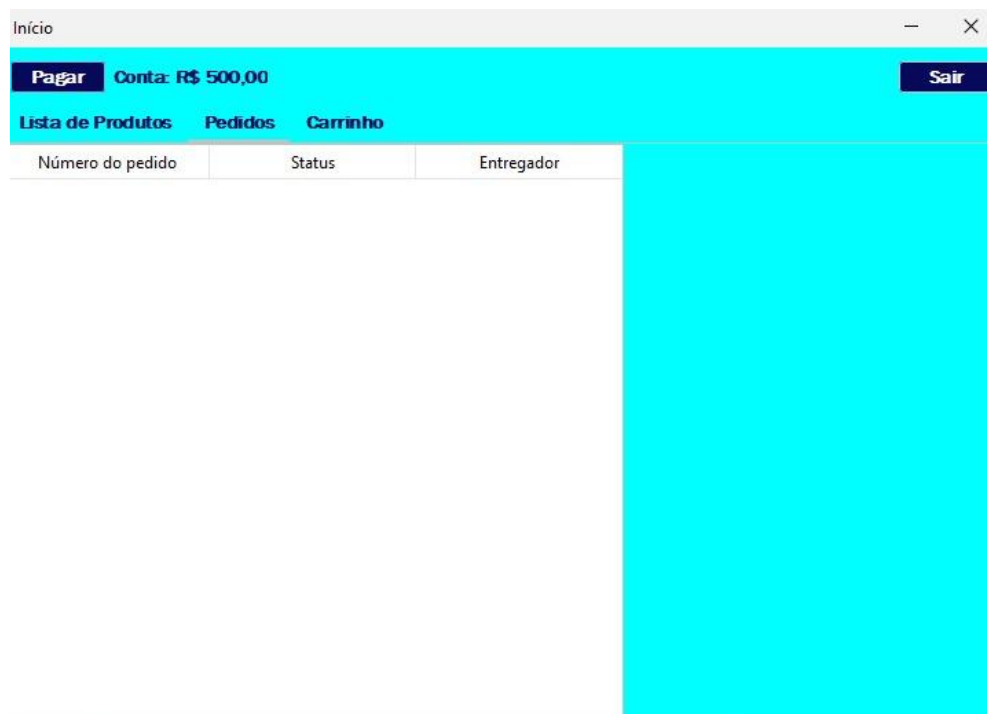 Início
Pagar Conta: R$ 500,00 Sair
Lista de Produtos Pedidos Carrinho
Número do pedido Status Entregador